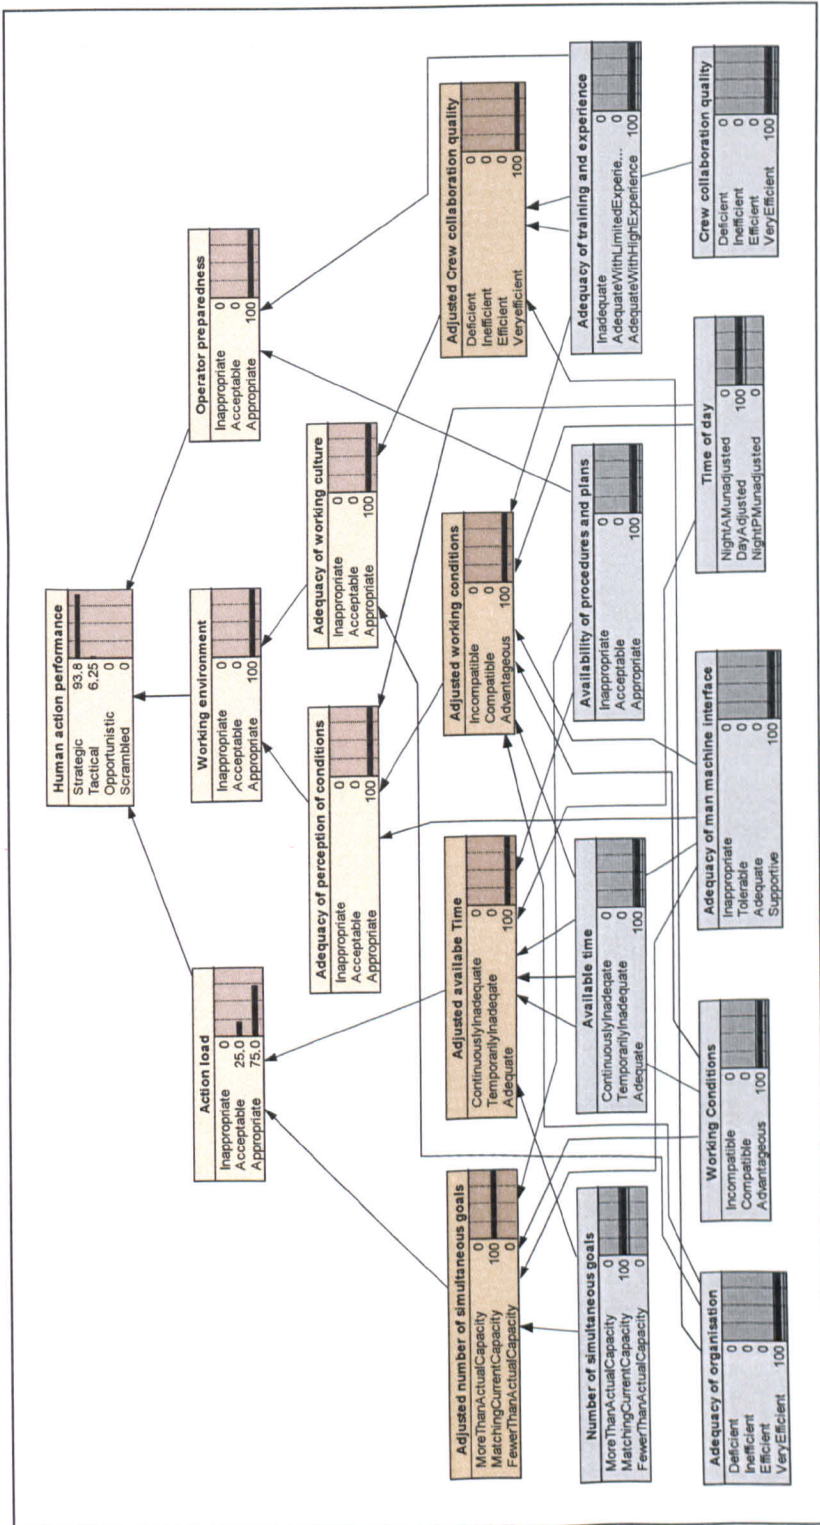 Human action performance
Strategic 93.8
Tactical 6.25
Opportunistic 0
Scrambled 0
Action load
Inappropriate 0
Acceptable 25.0
Appropriate 75.0
Working environment
Inappropriate 0
Acceptable 0
Appropriate 100
Operator preparedness
Inappropriate 0
Acceptable 0
Appropriate 100
Adequacy of perception of conditions
Inappropriate 0
Acceptable 0
Appropriate 100
Adequacy of working culture
Inappropriate 0
Acceptable 0
Appropriate 100
Adjusted number of simultaneous goals
MoreThanActualCapacity 0
MatchingCurrentCapacity 100
FewerThanActualCapacity 0
Adjusted availabe Time
ContinuouslyInadequate 0
TemporarilyInadeqate 0
Adequate 100
Adjusted working conditions
Incompatible 0
Compatible 0
Advantageous 100
Adjusted Crew collaboration quality
Deficient 0
Inefficient 0
Efficient 0
Veryefficient 100
Number of simultaneous goals
MoreThanActualCapacity 0
MatchingCurrentCapacity 100
FewerThanActualCapacity 0
Available time
ContinuouslyInadeqate 0
TemporarilyInadequate 0
Adequate 100
Availability of procedures and plans
Inappropriate 0
Acceptable 0
Appropriate 100
Adequacy of training and experience
Inadequate 0
AdequateWithLimitedExperie... 0
AdequateWithHighExperience 100
Adequacy of organisation
Deficient 0
Inefficient 0
Efficient 0
VeryEfficient 100
Working Conditions
Incompatible 0
Compatible 0
Advantageous 100
Adequacy of man machine interface
Inappropriate 0
Tolerable 0
Adequate 0
Supportive 100
Time of day
NightAMunadjusted 0
DayAdjusted 100
NightPMunadjusted 0
Crew collaboration quality
Deficient 0
Inefficient 0
Efficient 0
VeryEfficient 100